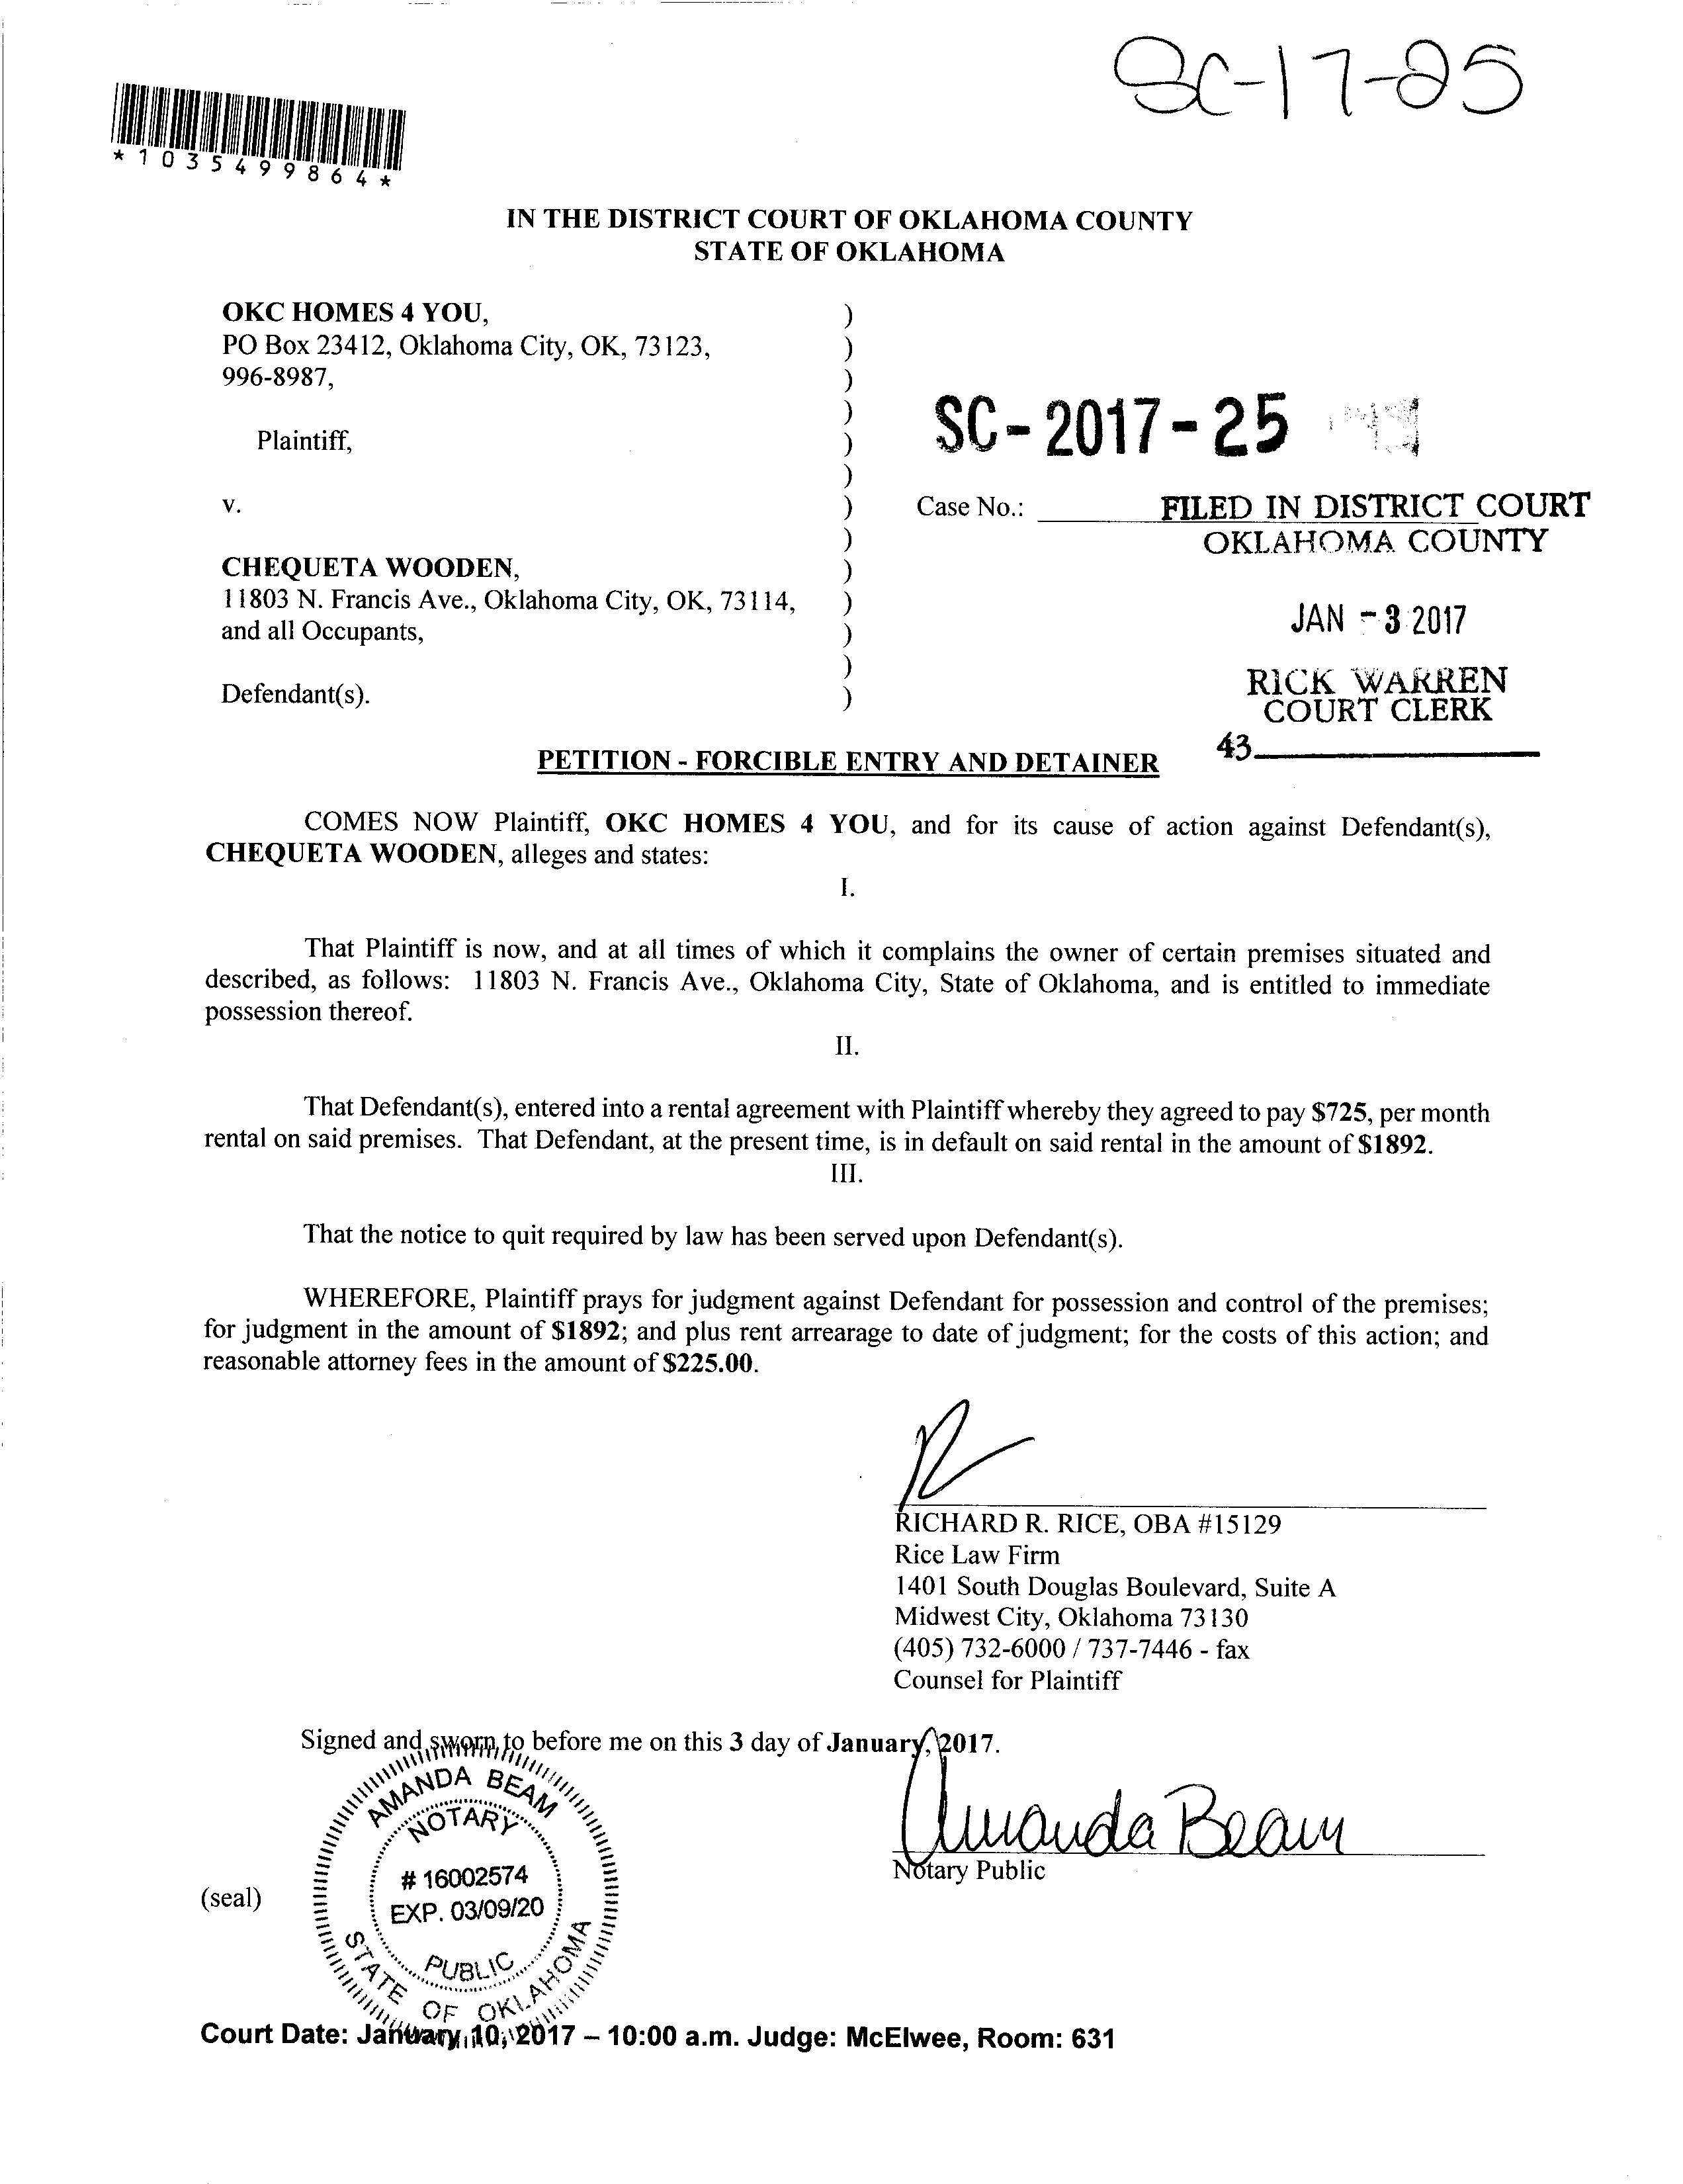 SC-17-25
*1035499864*
IN THE DISTRICT COURT OF OKLAHOMA COUNTY
STATE OF OKLAHOMA
OKC HOMES 4 YOU, )
PO Box 23412, Oklahoma City, OK, 73123, )
996-8987, )
)
Plaintiff, )
SC-2017-25
)
v. )
Case No.: FILED IN DISTRICT COURT
) OKLAHOMA COUNTY
CHEQUETA WOODEN, )
11803 N. Francis Ave., Oklahoma City, OK, 73114, )
and all Occupants, ) JAN - 3 2017
)
Defendant(s). ) RICK WARREN
COURT CLERK
43
PETITION - FORCIBLE ENTRY AND DETAINER
COMES NOW Plaintiff, OKC HOMES 4 YOU, and for its cause of action against Defendant(s),
CHEQUETA WOODEN, alleges and states:
I.
That Plaintiff is now, and at all times of which it complains the owner of certain premises situated and
described, as follows: 11803 N. Francis Ave., Oklahoma City, State of Oklahoma, and is entitled to immediate
possession thereof.
II.
That Defendant(s), entered into a rental agreement with Plaintiff whereby they agreed to pay $725, per month
rental on said premises. That Defendant, at the present time, is in default on said rental in the amount of $1892.
III.
That the notice to quit required by law has been served upon Defendant(s).
WHEREFORE, Plaintiff prays for judgment against Defendant for possession and control of the premises;
for judgment in the amount of $1892; and plus rent arrearage to date of judgment; for the costs of this action; and
reasonable attorney fees in the amount of $225.00.
RICHARD R. RICE, OBA #15129
Rice Law Firm
1401 South Douglas Boulevard, Suite A
Midwest City, Oklahoma 73130
(405) 732-6000 / 737-7446 - fax
Counsel for Plaintiff
Signed and sworn to before me on this 3 day of January, 2017.
AMANDA BEAM
NOTARY
# 16002574
EXP. 03/09/20
PUBLIC
STATE OF OKLAHOMA
Amanda Beam
Notary Public
(seal)
Court Date: January 10, 2017 – 10:00 a.m. Judge: McElwee, Room: 631